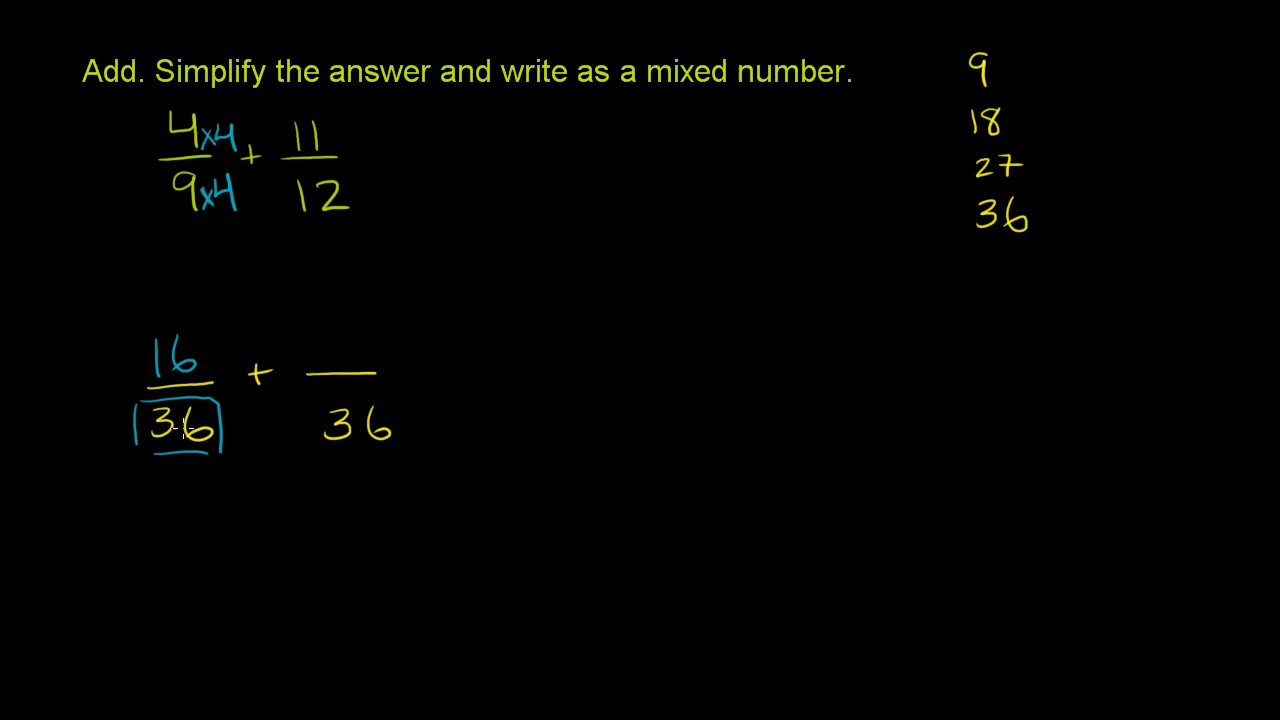 Add. Simplify the answer and write as a mixed number.
4x4 + 11
9x4 12
9
18
27
36
16 +
36 36